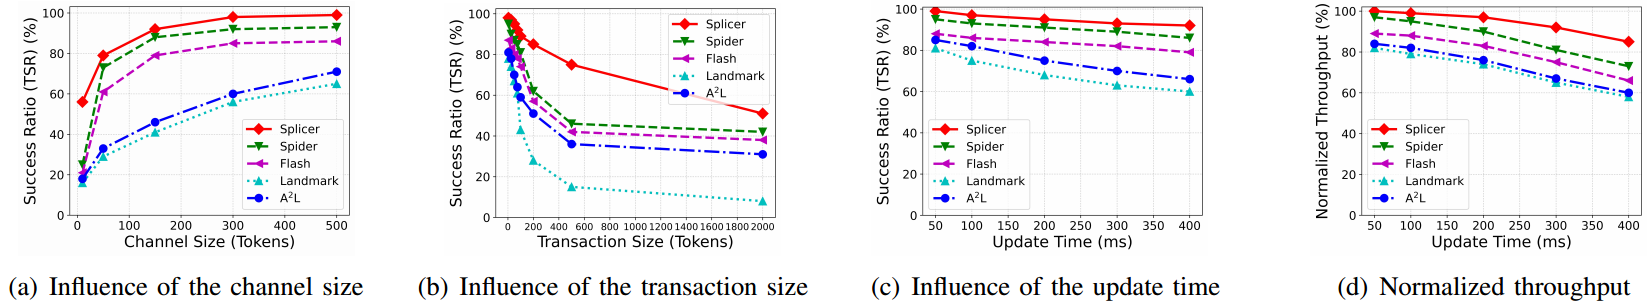 Success Ratio (TSR) (%)
100
80
60
40
20
0
0 100 200 300 400 500
Channel Size (Tokens)
Splicer
Spider
Flash
Landmark
A²L
(a) Influence of the channel size
Success Ratio (TSR) (%)
100
80
60
40
20
0
0 200 400 600 800 1000 1200 1400 1600 1800 2000
Transaction Size (Tokens)
Splicer
Spider
Flash
Landmark
A²L
(b) Influence of the transaction size
Success Ratio (TSR) (%)
100
80
60
40
20
0
50 100 150 200 250 300 350 400
Update Time (ms)
Splicer
Spider
Flash
Landmark
A²L
(c) Influence of the update time
Normalized Throughput (%)
100
80
60
40
20
0
50 100 150 200 250 300 350 400
Update Time (ms)
Splicer
Spider
Flash
Landmark
A²L
(d) Normalized throughput